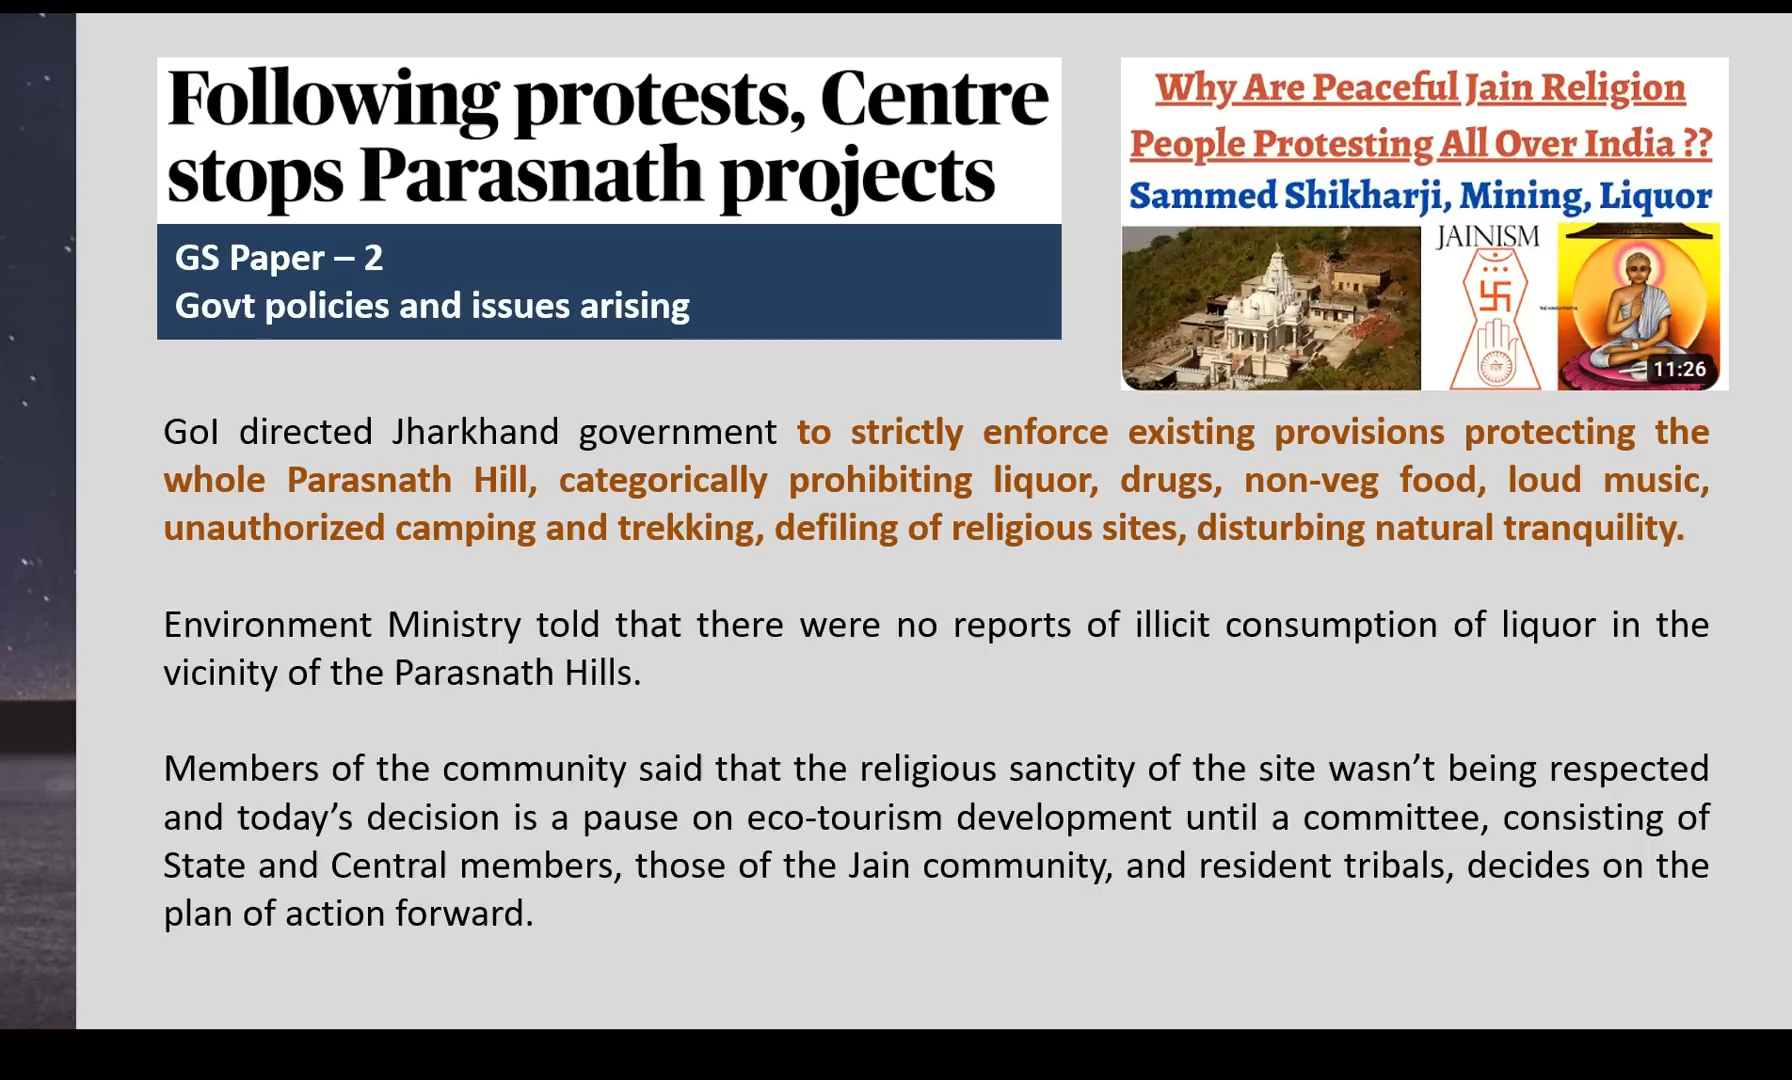 Following protests, Centre
stops Parasnath projects
GS Paper – 2
Govt policies and issues arising
Why Are Peaceful Jain Religion
People Protesting All Over India ??
Sammed Shikharji, Mining, Liquor
JAINISM
11:26
GoI directed Jharkhand government to strictly enforce existing provisions protecting the
whole Parasnath Hill, categorically prohibiting liquor, drugs, non-veg food, loud music,
unauthorized camping and trekking, defiling of religious sites, disturbing natural tranquility.
Environment Ministry told that there were no reports of illicit consumption of liquor in the
vicinity of the Parasnath Hills.
Members of the community said that the religious sanctity of the site wasn’t being respected
and today’s decision is a pause on eco-tourism development until a committee, consisting of
State and Central members, those of the Jain community, and resident tribals, decides on the
plan of action forward.